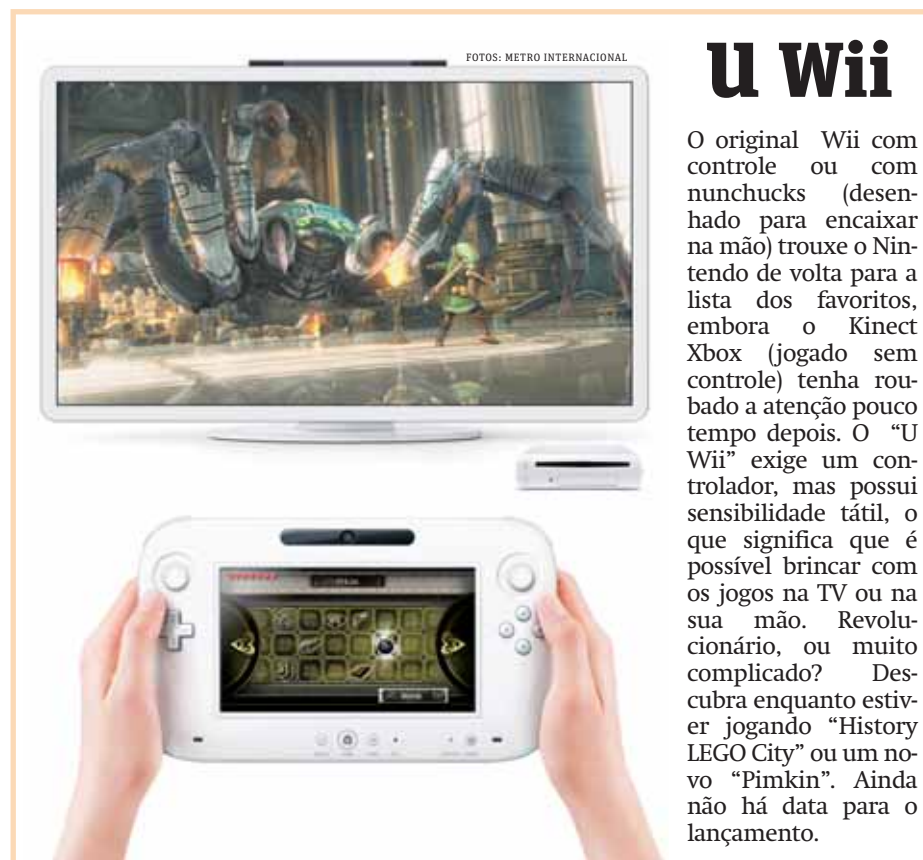 FOTOS: METRO INTERNACIONAL
U Wii
O original Wii com
controle ou com
nunchucks (desen-
hado para encaixar
na mão) trouxe o Nin-
tendo de volta para a
lista dos favoritos,
embora o Kinect
Xbox (jogado sem
controle) tenha rou-
bado a atenção pouco
tempo depois. O “U
Wii” exige um con-
trolador, mas possui
sensibilidade tátil, o
que significa que é
possível brincar com
os jogos na TV ou na
sua mão. Revolu-
cionário, ou muito
complicado? Des-
cubra enquanto estiv-
er jogando “History
LEGO City” ou um no-
vo “Pimkin”. Ainda
não há data para o
lançamento.